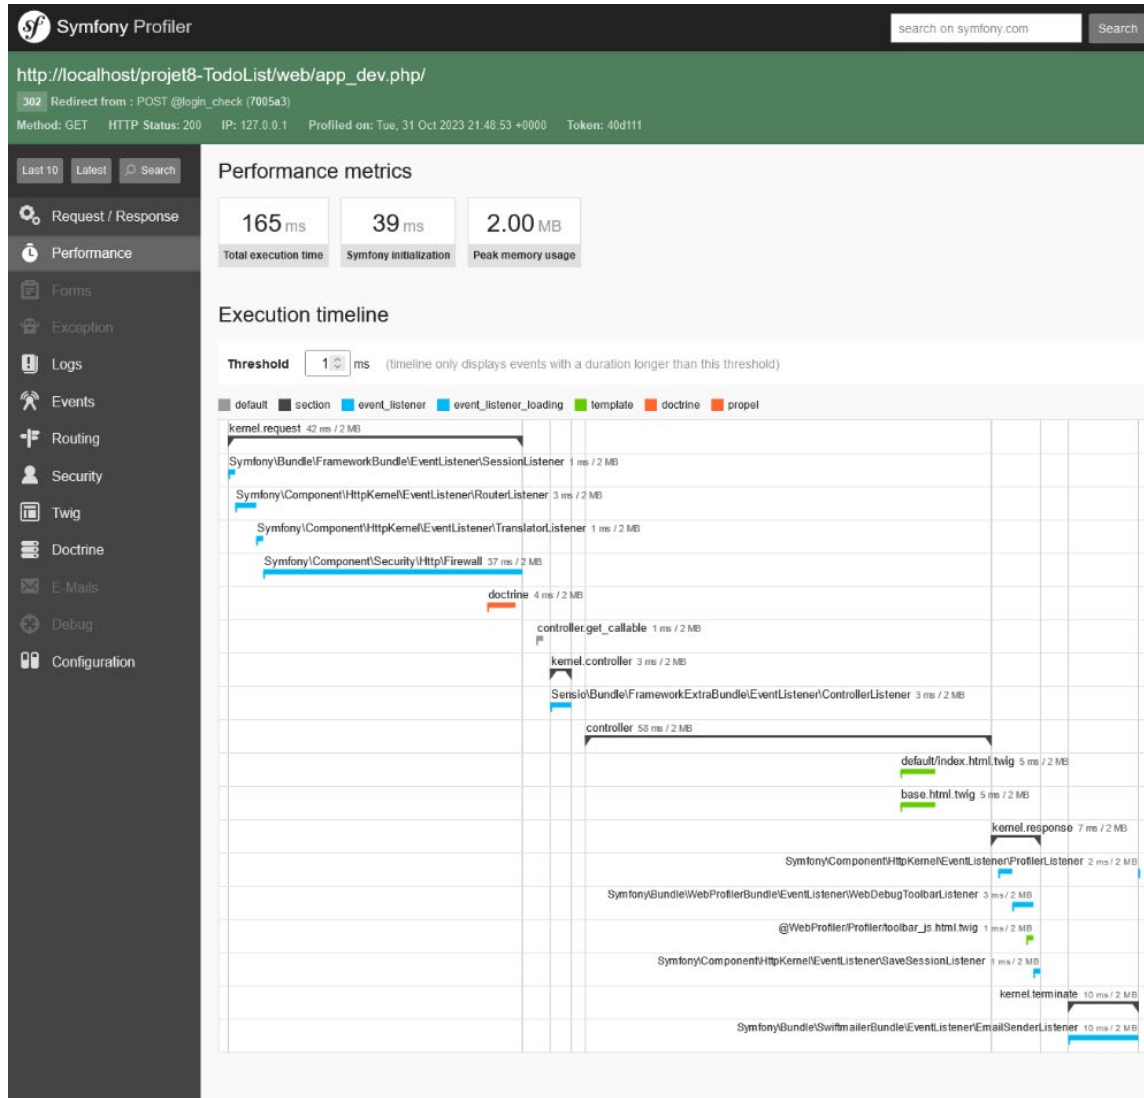 sf Symfony Profiler
search on symfony.com Search
http://localhost/projet8-TodoList/web/app_dev.php/
302 Redirect from : POST @login_check (7005a3)
Method: GET HTTP Status: 200 IP: 127.0.0.1 Profiled on: Tue, 31 Oct 2023 21:48:53 +0000 Token: 40d111
Last 10 Latest Search
Request / Response
Performance
Forms
Exception
Logs
Events
Routing
Security
Twig
Doctrine
E-Mails
Debug
Configuration
Performance metrics
165 ms 39 ms 2.00 MB
Total execution time Symfony initialization Peak memory usage
Execution timeline
Threshold 1 ms (timeline only displays events with a duration longer than this threshold)
default section event_listener event_listener_loading template doctrine propel
kernel.request 42 ms / 2 MB
Symfony\Bundle\FrameworkBundle\EventListener\SessionListener 1 ms / 2 MB
Symfony\Component\HttpKernel\EventListener\RouterListener 3 ms / 2 MB
Symfony\Component\HttpKernel\EventListener\TranslatorListener 1 ms / 2 MB
Symfony\Component\Security\Http\Firewall 37 ms / 2 MB
doctrine 4 ms / 2 MB
controller.get_callable 1 ms / 2 MB
kernel.controller 3 ms / 2 MB
Sensio\Bundle\FrameworkExtraBundle\EventListener\ControllerListener 3 ms / 2 MB
controller 58 ms / 2 MB
default/index.html.twig 5 ms / 2 MB
base.html.twig 5 ms / 2 MB
kernel.response 7 ms / 2 MB
Symfony\Component\HttpKernel\EventListener\ProfilerListener 2 ms / 2 MB
Symfony\Bundle\WebProfilerBundle\EventListener\WebDebugToolbarListener 3 ms / 2 MB
@WebProfiler/Profiler/toolbar_js.html.twig 1 ms / 2 MB
Symfony\Component\HttpKernel\EventListener\SaveSessionListener 1 ms / 2 MB
kernel.terminate 10 ms / 2 MB
Symfony\Bundle\SwiftmailerBundle\EventListener\EmailSenderListener 10 ms / 2 MB